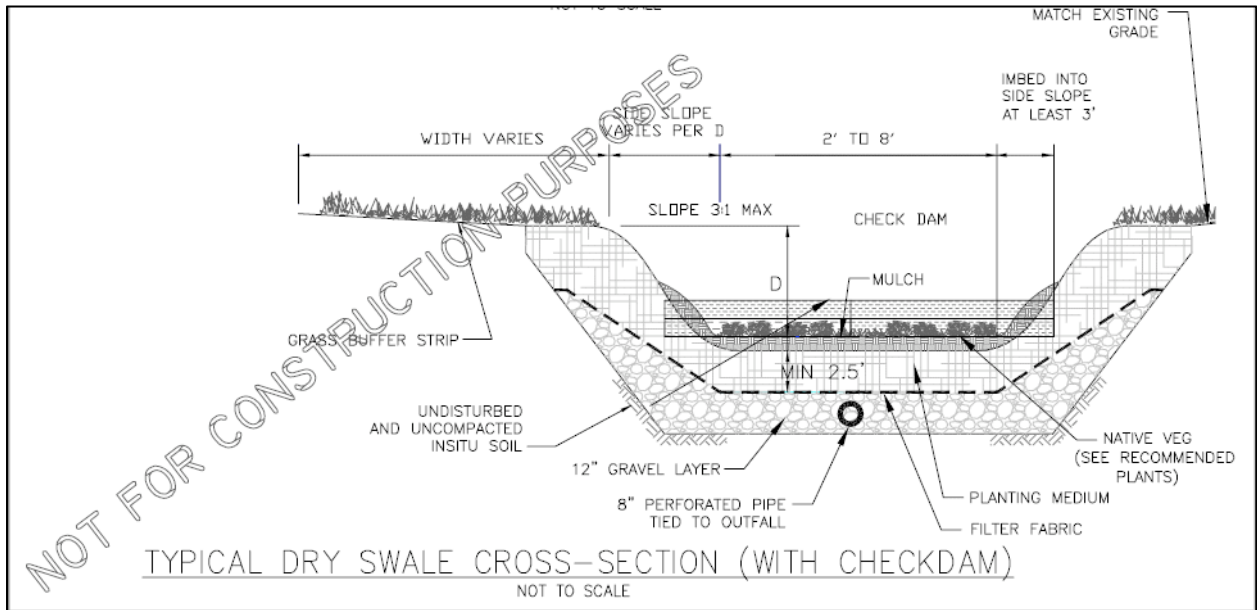 NOT TO SCALE
MATCH EXISTING
GRADE
IMBED INTO
SIDE SLOPE
AT LEAST 3'
SIDE SLOPE
VARIES PER D
WIDTH VARIES
2' TO 8'
SLOPE 3:1 MAX
CHECK DAM
D
MULCH
GRASS BUFFER STRIP
MIN 2.5'
UNDISTURBED
AND UNCOMPACTED
INSITU SOIL
12" GRAVEL LAYER
8" PERFORATED PIPE
TIED TO OUTFALL
NATIVE VEG
(SEE RECOMMENDED
PLANTS)
PLANTING MEDIUM
FILTER FABRIC
NOT FOR CONSTRUCTION PURPOSES
TYPICAL DRY SWALE CROSS-SECTION (WITH CHECKDAM)
NOT TO SCALE